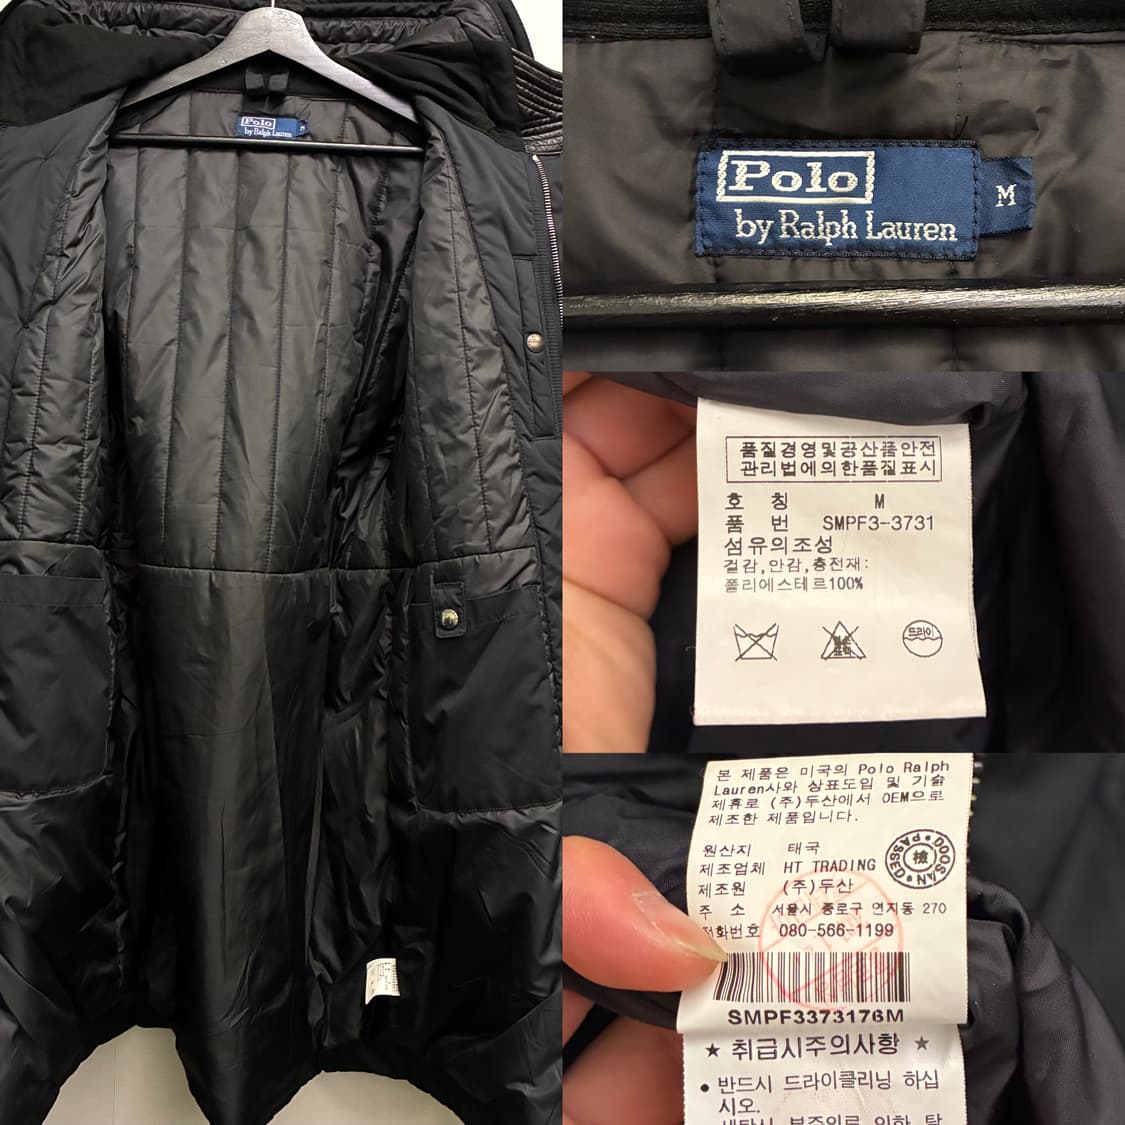 Polo
by Ralph Lauren
M
Polo
by Ralph Lauren
M
품질경영및공산품안전
관리법에의한품질표시
호 칭 M
품 번 SMPF3-3731
섬유의조성
겉감,안감,충전재:
폴리에스테르100%
드라이
본 제품은 미국의 Polo Ralph
Lauren사와 상표도입 및 기술
제휴로 (주)두산에서 OEM으로
제조한 제품입니다.
원산지 태국
제조업체 HT TRADING
제조원 (주)두산
주 소 서울시 종로구 연지동 270
전화번호 080-566-1199
PASSED DOOSAN
檢
SMPF3373176M
★ 취급시주의사항 ★
• 반드시 드라이클리닝 하십
시오.